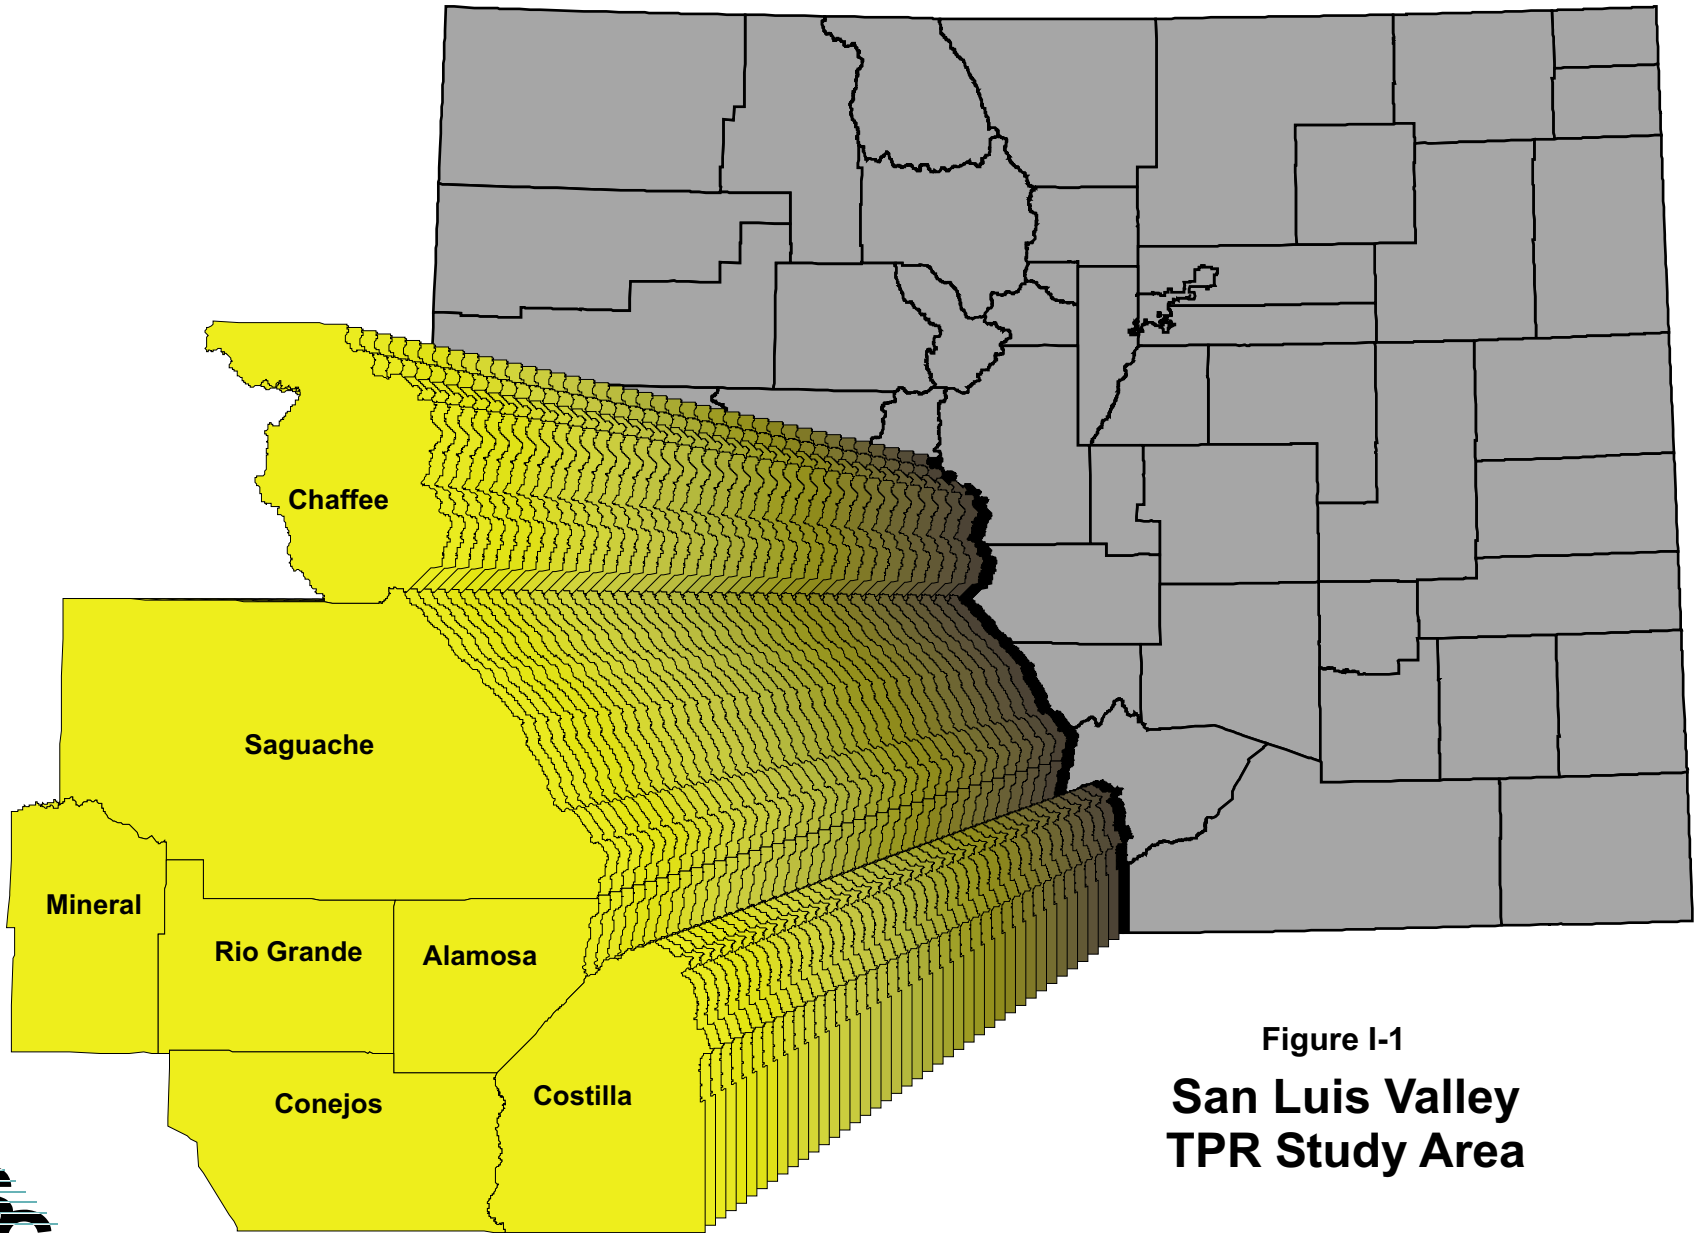 Chaffee
Saguache
Mineral
Rio Grande
Alamosa
Conejos
Costilla
Figure I-1
San Luis Valley
TPR Study Area